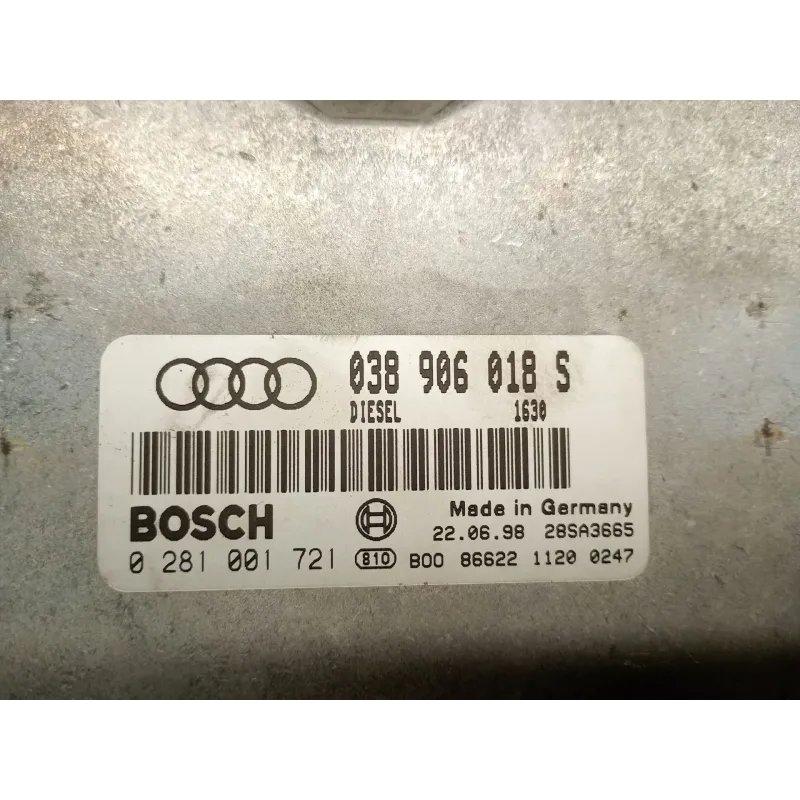 038 906 018 S
DIESEL 1630
BOSCH Made in Germany
22.06.98 28SA3665
0 281 001 721 810 B00 86622 1120 0247